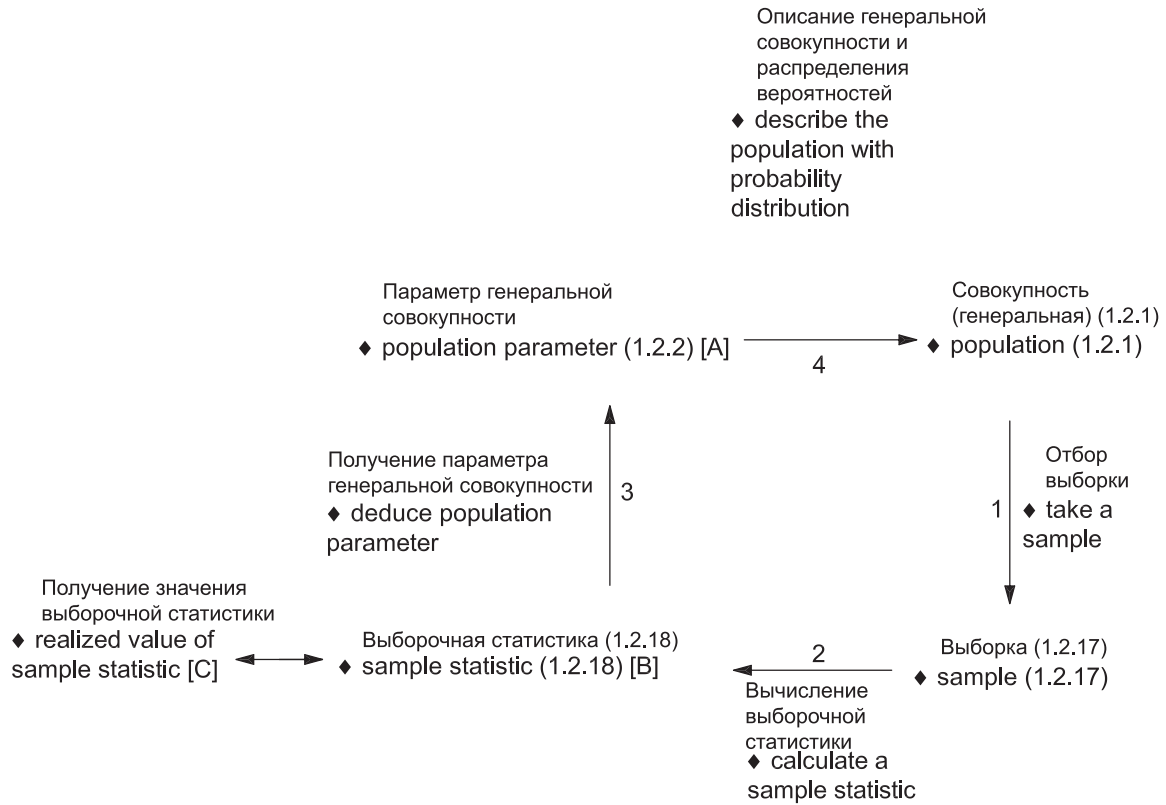 Описание генеральной
совокупности и
распределения
вероятностей
♦ describe the
population with
probability
distribution
Параметр генеральной
совокупности
♦ population parameter (1.2.2) [A]
4
Совокупность
(генеральная) (1.2.1)
♦ population (1.2.1)
Получение параметра
генеральной совокупности
♦ deduce population
parameter
3
1
Отбор
выборки
♦ take a
sample
Получение значения
выборочной статистики
♦ realized value of
sample statistic [C]
Выборочная статистика (1.2.18)
♦ sample statistic (1.2.18) [B]
2
Вычисление
выборочной
статистики
♦ calculate a
sample statistic
Выборка (1.2.17)
♦ sample (1.2.17)